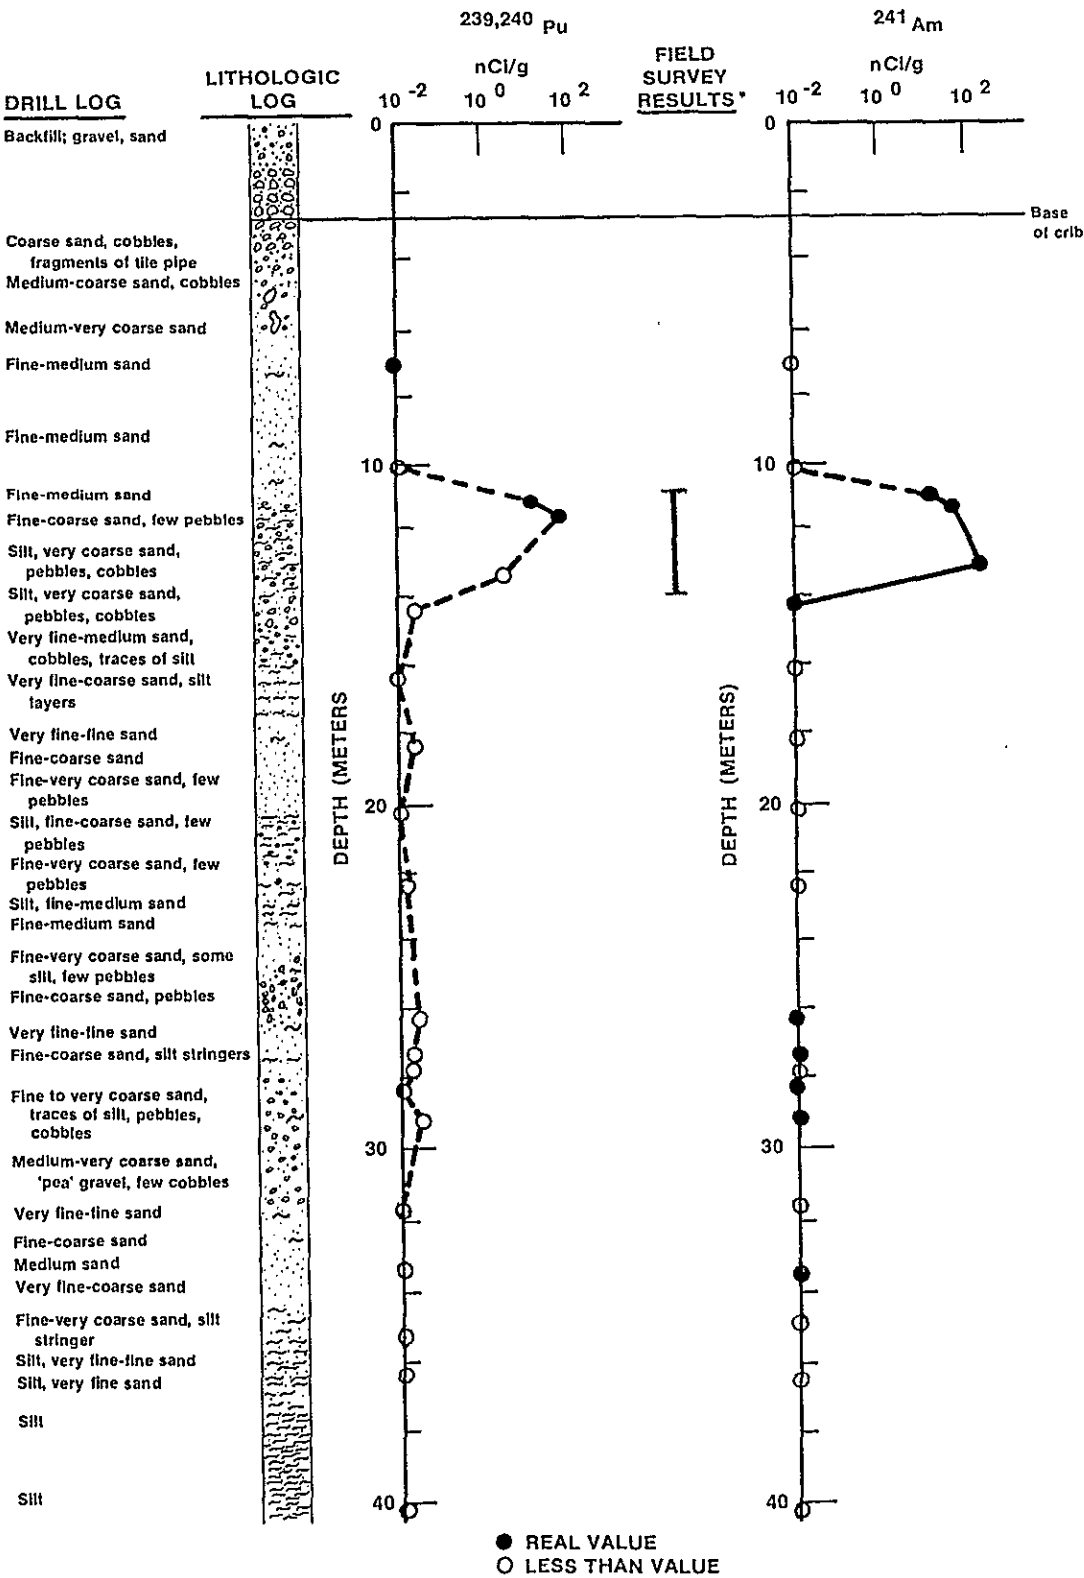 239,240 Pu
241 Am
nCi/g
FIELD
SURVEY
RESULTS*
nCi/g
DRILL LOG
LITHOLOGIC
LOG
10 -2 10 0 10 2
10 -2 10 0 10 2
0
0
Backfill; gravel, sand
Base
of crib
Coarse sand, cobbles,
fragments of tile pipe
Medium-coarse sand, cobbles
Medium-very coarse sand
Fine-medium sand
Fine-medium sand
10
10
Fine-medium sand
Fine-coarse sand, few pebbles
Silt, very coarse sand,
pebbles, cobbles
Silt, very coarse sand,
pebbles, cobbles
Very fine-medium sand,
cobbles, traces of silt
Very fine-coarse sand, silt
layers
Very fine-fine sand
Fine-coarse sand
Fine-very coarse sand, few
pebbles
DEPTH (METERS)
DEPTH (METERS)
20
20
Silt, fine-coarse sand, few
pebbles
Fine-very coarse sand, few
pebbles
Silt, fine-medium sand
Fine-medium sand
Fine-very coarse sand, some
silt, few pebbles
Fine-coarse sand, pebbles
Very fine-fine sand
Fine-coarse sand, silt stringers
Fine to very coarse sand,
traces of silt, pebbles,
cobbles
30
30
Medium-very coarse sand,
'pea' gravel, few cobbles
Very fine-fine sand
Fine-coarse sand
Medium sand
Very fine-coarse sand
Fine-very coarse sand, silt
stringer
Silt, very fine-fine sand
Silt, very fine sand
Silt
Silt
40
40
● REAL VALUE
○ LESS THAN VALUE